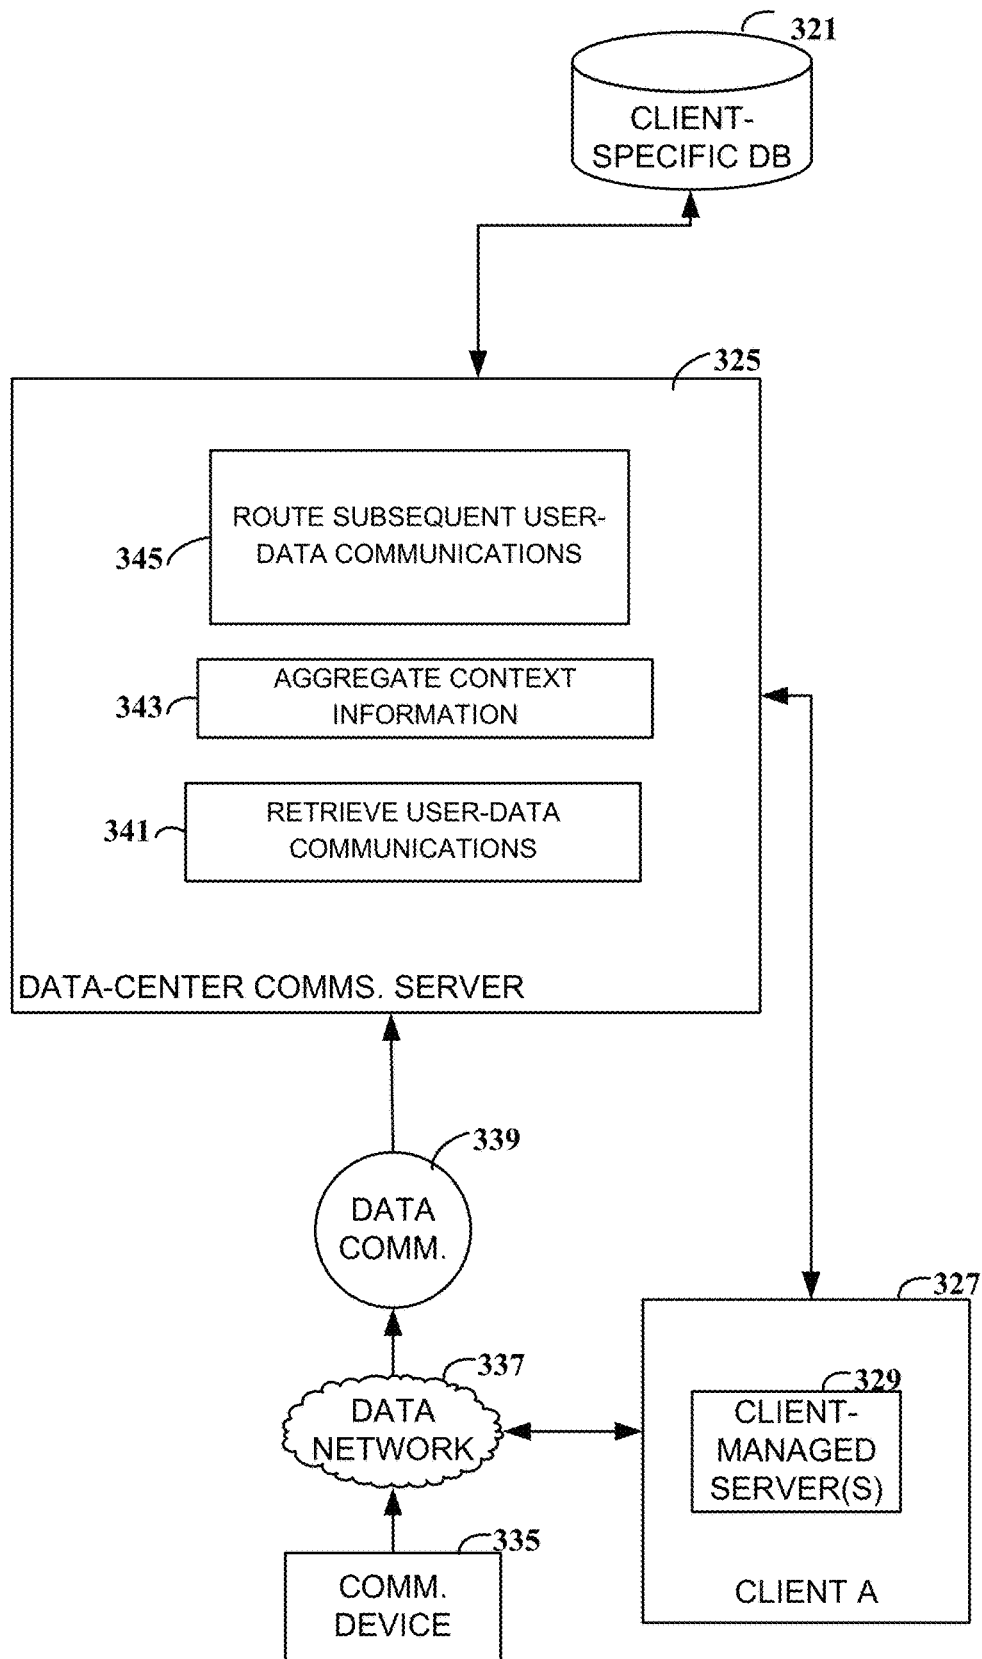 321
CLIENT-
SPECIFIC DB
325
ROUTE SUBSEQUENT USER-
DATA COMMUNICATIONS
345
AGGREGATE CONTEXT
INFORMATION
343
RETRIEVE USER-DATA
COMMUNICATIONS
341
DATA-CENTER COMMS. SERVER
339
DATA
COMM.
327
337
DATA
NETWORK
329
CLIENT-
MANAGED
SERVER(S)
335
COMM.
DEVICE
CLIENT A